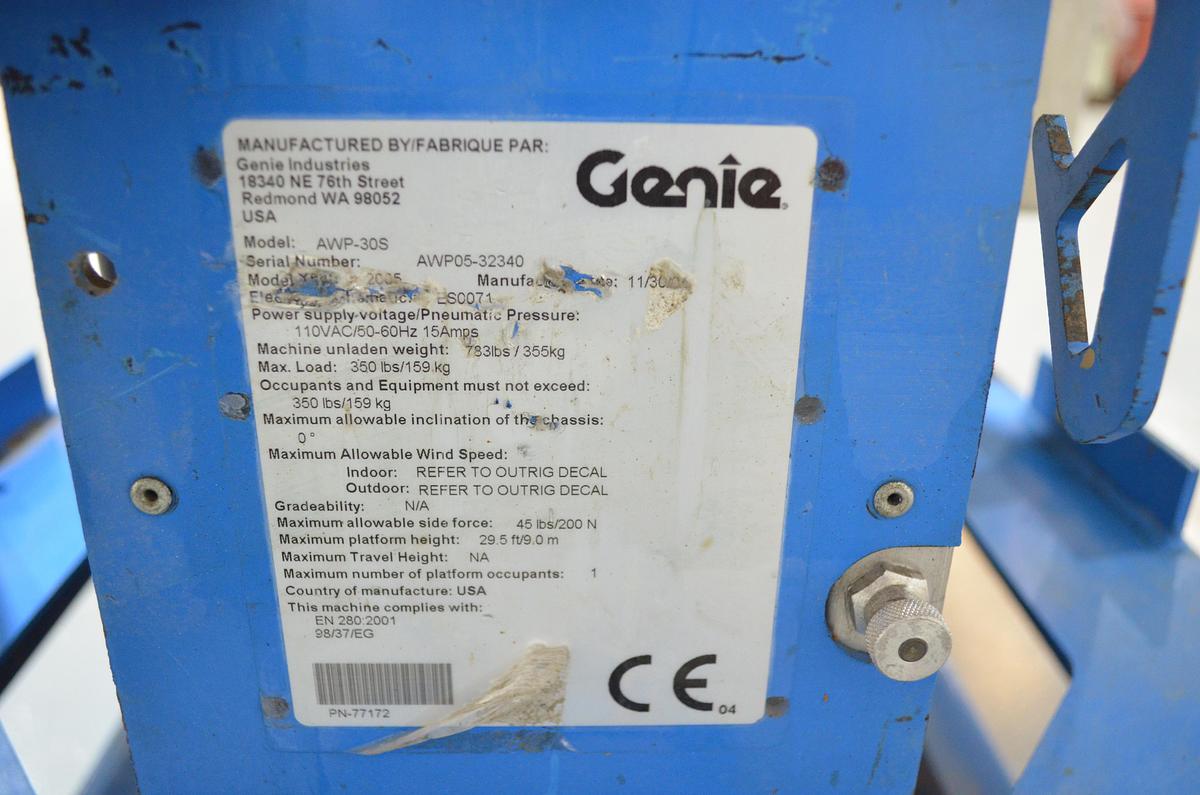 MANUFACTURED BY/FABRIQUE PAR:
Genie Industries
18340 NE 76th Street
Redmond WA 98052
USA
Genie
Model: AWP-30S
Serial Number: AWP05-32340
Model 2005 Manufac te: 11/30/
ES0071
Power supply voltage/Pneumatic Pressure:
110VAC/50-60Hz 15Amps
Machine unladen weight: 783lbs / 355kg
Max. Load: 350 lbs/159 kg
Occupants and Equipment must not exceed:
350 lbs/159 kg
Maximum allowable inclination of the chassis:
0°
Maximum Allowable Wind Speed:
Indoor: REFER TO OUTRIG DECAL
Outdoor: REFER TO OUTRIG DECAL
Gradeability: N/A
Maximum allowable side force: 45 lbs/200 N
Maximum platform height: 29.5 ft/9.0 m
Maximum Travel Height: NA
Maximum number of platform occupants: 1
Country of manufacture: USA
This machine complies with:
EN 280:2001
98/37/EG
PN-77172
CE 04